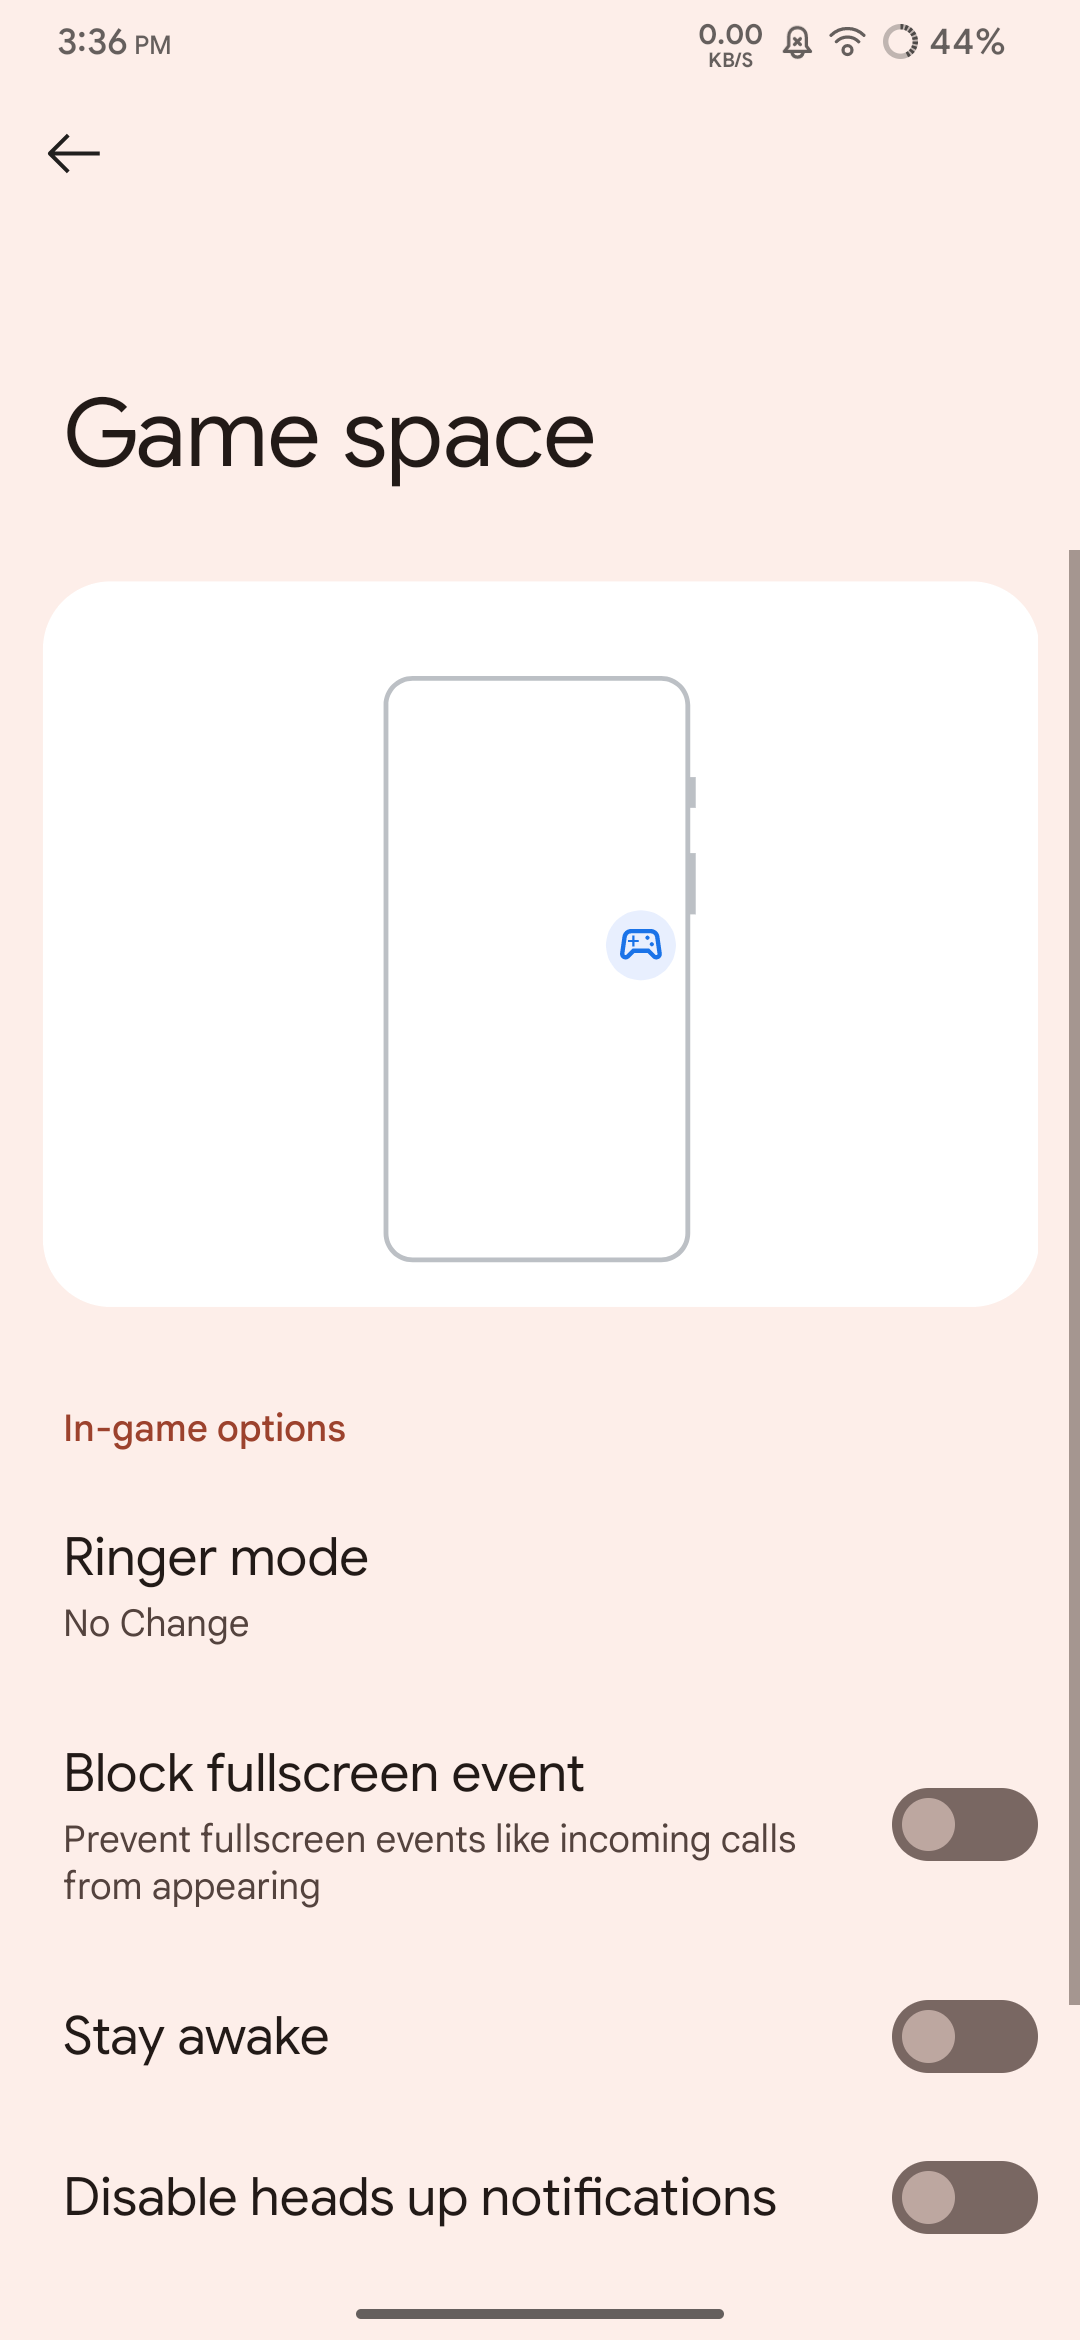 3:36 PM
0.00
KB/S
44%
Game space
In-game options
Ringer mode
No Change
Block fullscreen event
Prevent fullscreen events like incoming calls
from appearing
Stay awake
Disable heads up notifications